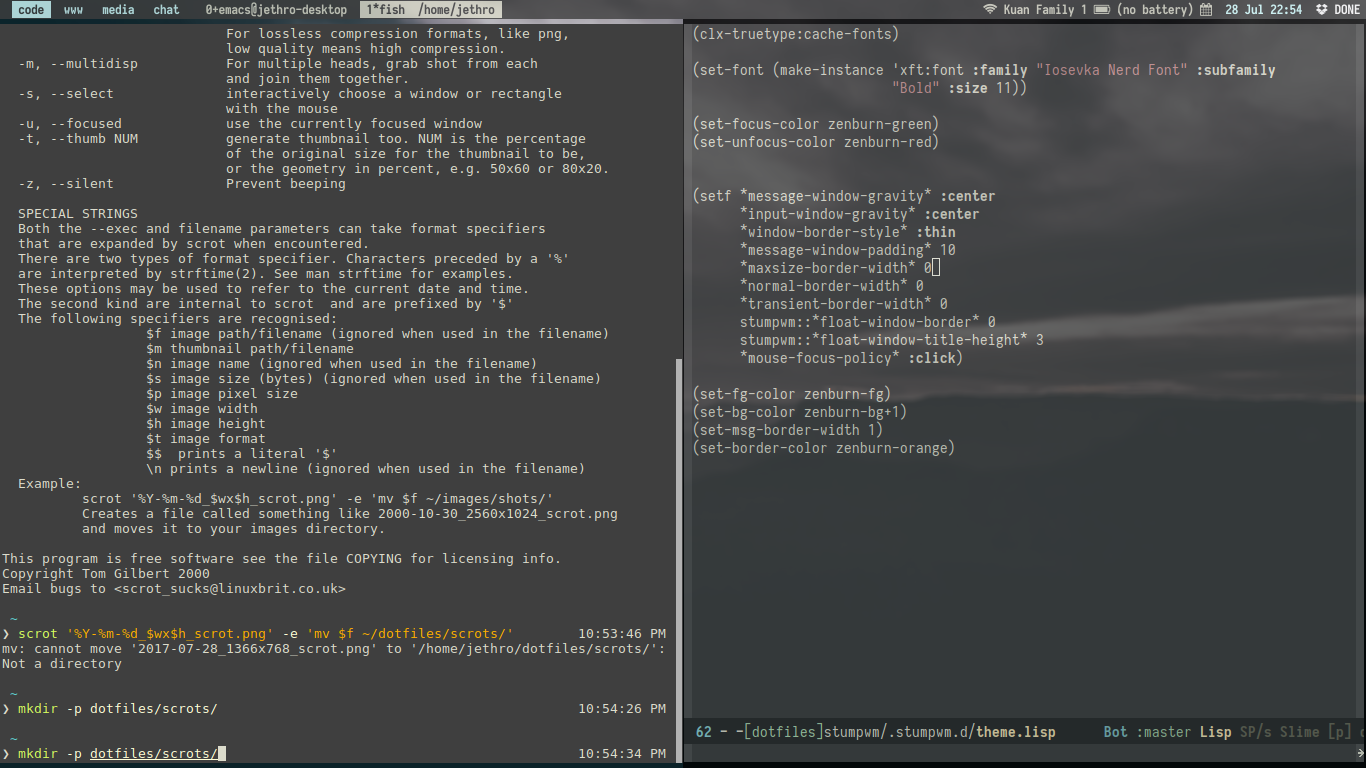 code www media chat 0+emacs@jethro-desktop 1*fish /home/jethro Kuan Family 1 (no battery) 28 Jul 22:54 DONE
For lossless compression formats, like png,
low quality means high compression.
-m, --multidisp For multiple heads, grab shot from each
and join them together.
-s, --select interactively choose a window or rectangle
with the mouse
-u, --focused use the currently focused window
-t, --thumb NUM generate thumbnail too. NUM is the percentage
of the original size for the thumbnail to be,
or the geometry in percent, e.g. 50x60 or 80x20.
-z, --silent Prevent beeping
SPECIAL STRINGS
Both the --exec and filename parameters can take format specifiers
that are expanded by scrot when encountered.
There are two types of format specifier. Characters preceded by a '%'
are interpreted by strftime(2). See man strftime for examples.
These options may be used to refer to the current date and time.
The second kind are internal to scrot  and are prefixed by '$'
The following specifiers are recognised:
$f image path/filename (ignored when used in the filename)
$m thumbnail path/filename
$n image name (ignored when used in the filename)
$s image size (bytes) (ignored when used in the filename)
$p image pixel size
$w image width
$h image height
$t image format
$$  prints a literal '$'
\n prints a newline (ignored when used in the filename)
Example:
scrot '%Y-%m-%d_$wx$h_scrot.png' -e 'mv $f ~/images/shots/'
Creates a file called something like 2000-10-30_2560x1024_scrot.png
and moves it to your images directory.
This program is free software see the file COPYING for licensing info.
Copyright Tom Gilbert 2000
Email bugs to <scrot_sucks@linuxbrit.co.uk>
~
❯ scrot '%Y-%m-%d_$wx$h_scrot.png' -e 'mv $f ~/dotfiles/scrots/' 10:53:46 PM
mv: cannot move '2017-07-28_1366x768_scrot.png' to '/home/jethro/dotfiles/scrots/':
Not a directory
~
❯ mkdir -p dotfiles/scrots/ 10:54:26 PM
~
❯ mkdir -p dotfiles/scrots/ 10:54:34 PM
(clx-truetype:cache-fonts)
(set-font (make-instance 'xft:font :family "Iosevka Nerd Font" :subfamily
"Bold" :size 11))
(set-focus-color zenburn-green)
(set-unfocus-color zenburn-red)
(setf *message-window-gravity* :center
*input-window-gravity* :center
*window-border-style* :thin
*message-window-padding* 10
*maxsize-border-width* 0
*normal-border-width* 0
*transient-border-width* 0
stumpwm::*float-window-border* 0
stumpwm::*float-window-title-height* 3
*mouse-focus-policy* :click)
(set-fg-color zenburn-fg)
(set-bg-color zenburn-bg+1)
(set-msg-border-width 1)
(set-border-color zenburn-orange)
62 - -[dotfiles]stumpwm/.stumpwm.d/theme.lisp Bot :master Lisp SP/s Slime [p]